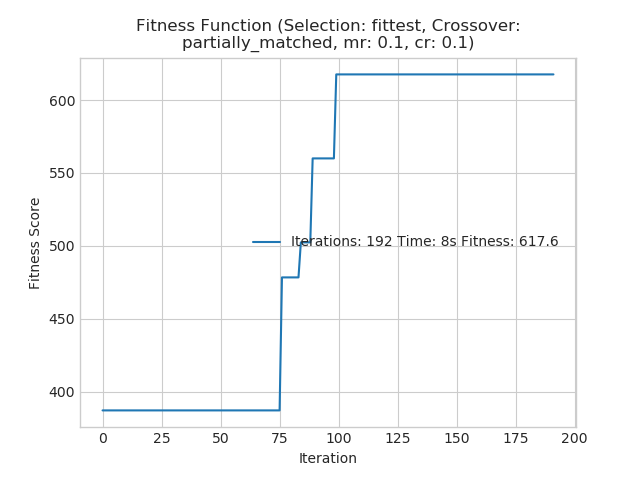 Fitness Function (Selection: fittest, Crossover:
partially_matched, mr: 0.1, cr: 0.1)
600
550
500
450
400
Fitness Score
Iterations: 192 Time: 8s Fitness: 617.6
0 25 50 75 100 125 150 175 200
Iteration